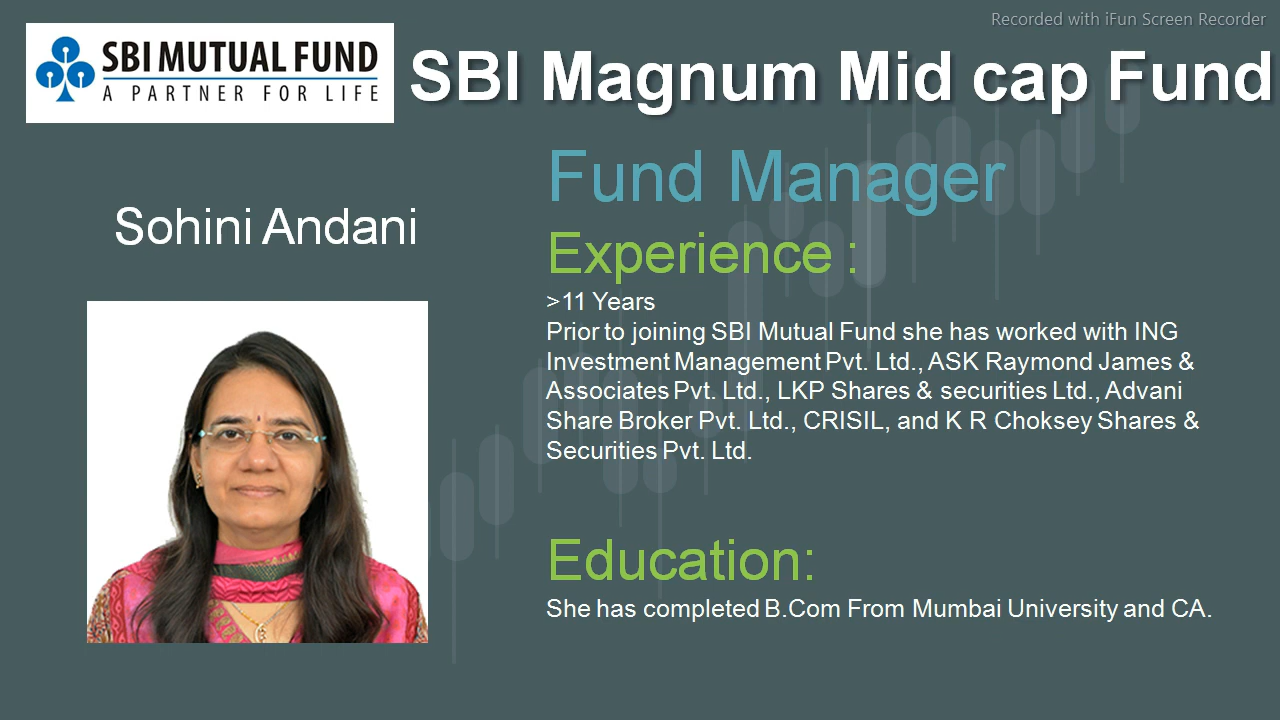 Recorded with iFun Screen Recorder
SBI MUTUAL FUND
A PARTNER FOR LIFE
SBI Magnum Mid cap Fund
Fund Manager
Sohini Andani
Experience :
>11 Years
Prior to joining SBI Mutual Fund she has worked with ING
Investment Management Pvt. Ltd., ASK Raymond James &
Associates Pvt. Ltd., LKP Shares & securities Ltd., Advani
Share Broker Pvt. Ltd., CRISIL, and K R Choksey Shares &
Securities Pvt. Ltd.
Education:
She has completed B.Com From Mumbai University and CA.